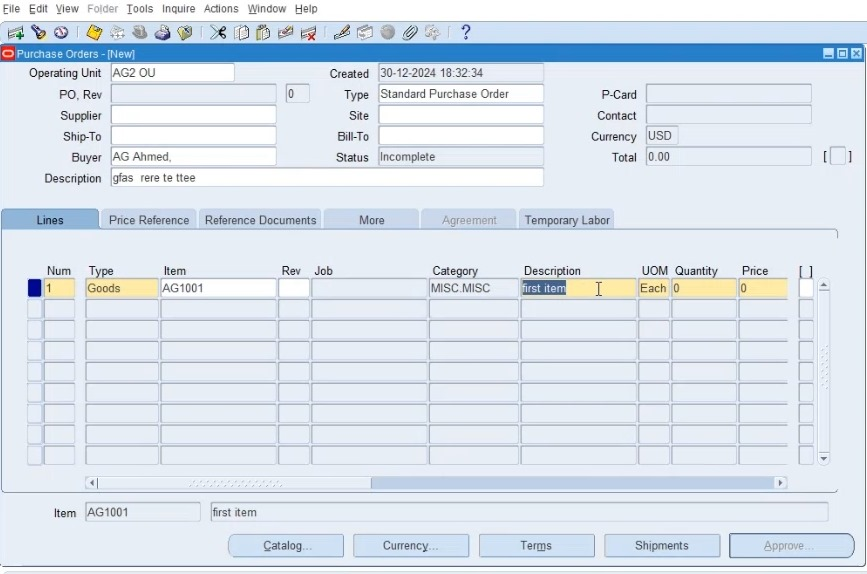 File Edit View Folder Tools Inquire Actions Window Help
Purchase Orders - [New]
Operating Unit AG2 OU Created 30-12-2024 18:32:34
PO, Rev 0 Type Standard Purchase Order P-Card
Supplier Site Contact
Ship-To Bill-To Currency USD
Buyer AG Ahmed, Status Incomplete Total 0.00 [ ]
Description gfas rere te ttee
Lines Price Reference Reference Documents More Agreement Temporary Labor
Num Type Item Rev Job Category Description UOM Quantity Price [ ]
1 Goods AG1001 MISC.MISC first item Each 0 0
Item AG1001 first item
Catalog... Currency... Terms Shipments Approve...